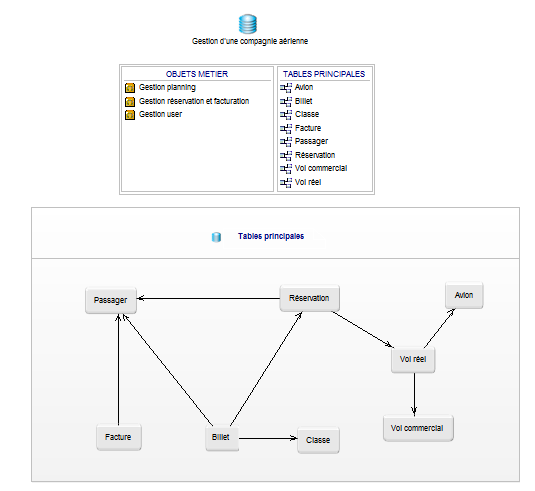 Gestion d'une compagnie aérienne
OBJETS METIER
Gestion planning
Gestion réservation et facturation
Gestion user
TABLES PRINCIPALES
Avion
Billet
Classe
Facture
Passager
Réservation
Vol commercial
Vol réel
Tables principales
Passager
Réservation
Avion
Vol réel
Facture
Billet
Classe
Vol commercial